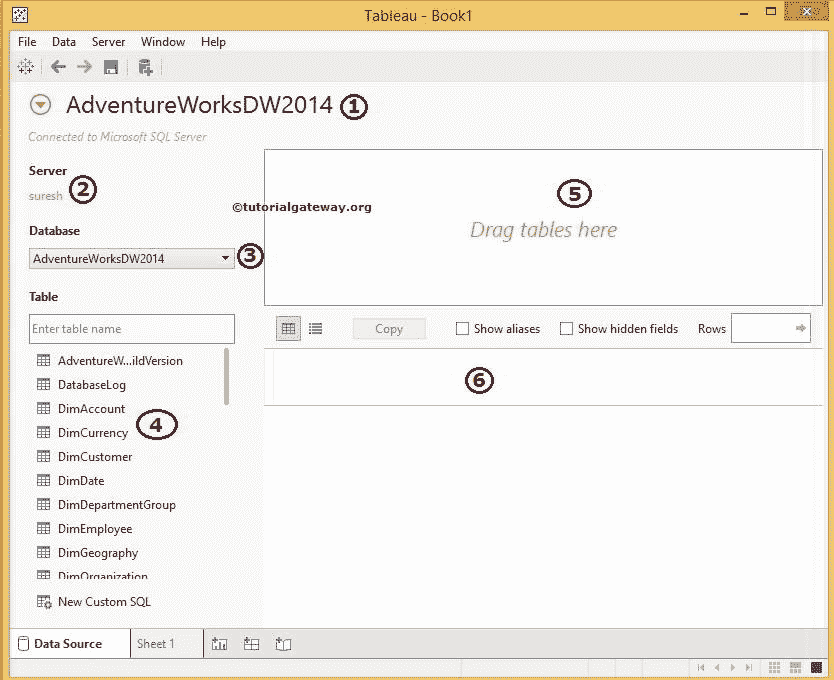 Tableau - Book1
File Data Server Window Help
AdventureWorksDW2014 1
Connected to Microsoft SQL Server
Server
suresh 2
©tutorialgateway.org
5
Drag tables here
Database
AdventureWorksDW2014 3
Table
Enter table name
Copy Show aliases Show hidden fields Rows
AdventureW...ildVersion
DatabaseLog
DimAccount
4
DimCurrency
DimCustomer
DimDate
DimDepartmentGroup
DimEmployee
DimGeography
DimOrganization
6
New Custom SQL
Data Source Sheet 1